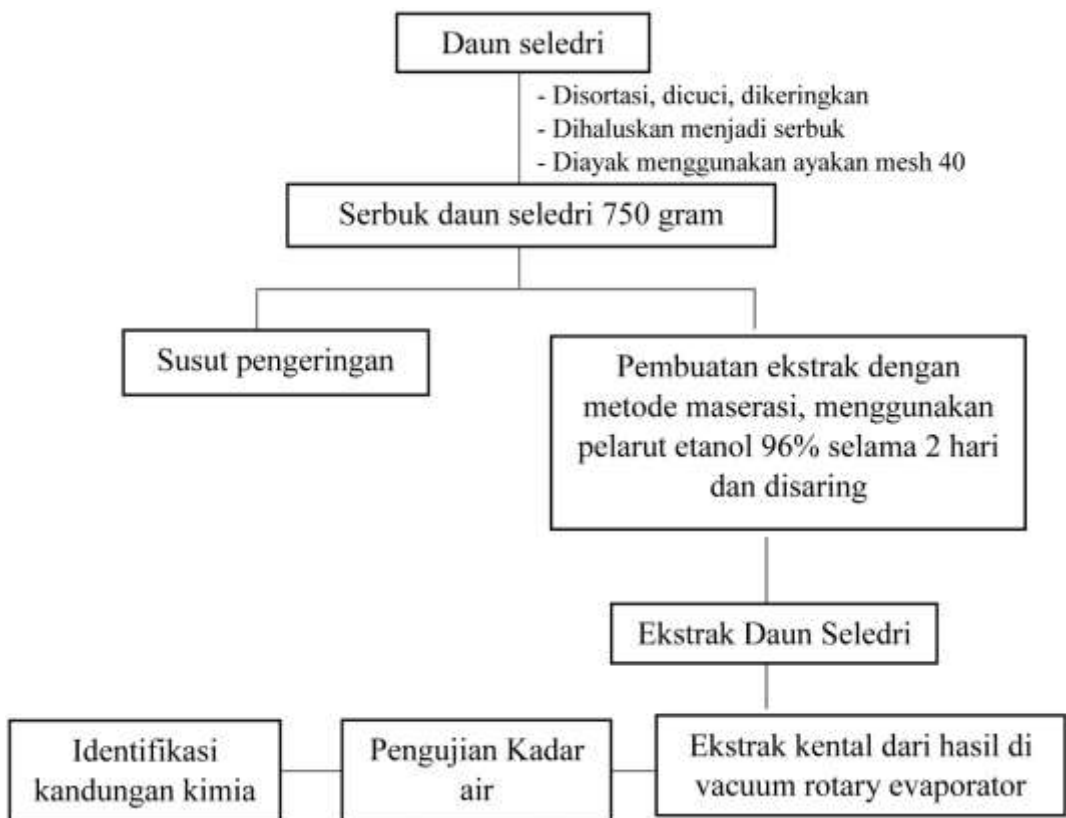 Daun seledri
- Disortasi, dicuci, dikeringkan
- Dihaluskan menjadi serbuk
- Diayak menggunakan ayakan mesh 40
Serbuk daun seledri 750 gram
Susut pengeringan
Pembuatan ekstrak dengan
metode maserasi, menggunakan
pelarut etanol 96% selama 2 hari
dan disaring
Ekstrak Daun Seledri
Ekstrak kental dari hasil di
vacuum rotary evaporator
Pengujian Kadar
air
Identifikasi
kandungan kimia